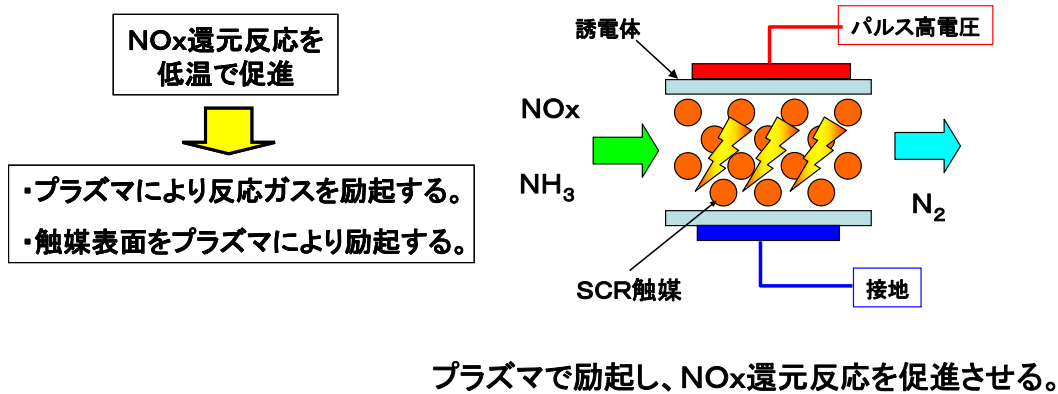 NOx還元反応を
低温で促進
・プラズマにより反応ガスを励起する。
・触媒表面をプラズマにより励起する。
誘電体
パルス高電圧
NOx
NH₃
N₂
SCR触媒
接地
プラズマで励起し、NOx還元反応を促進させる。